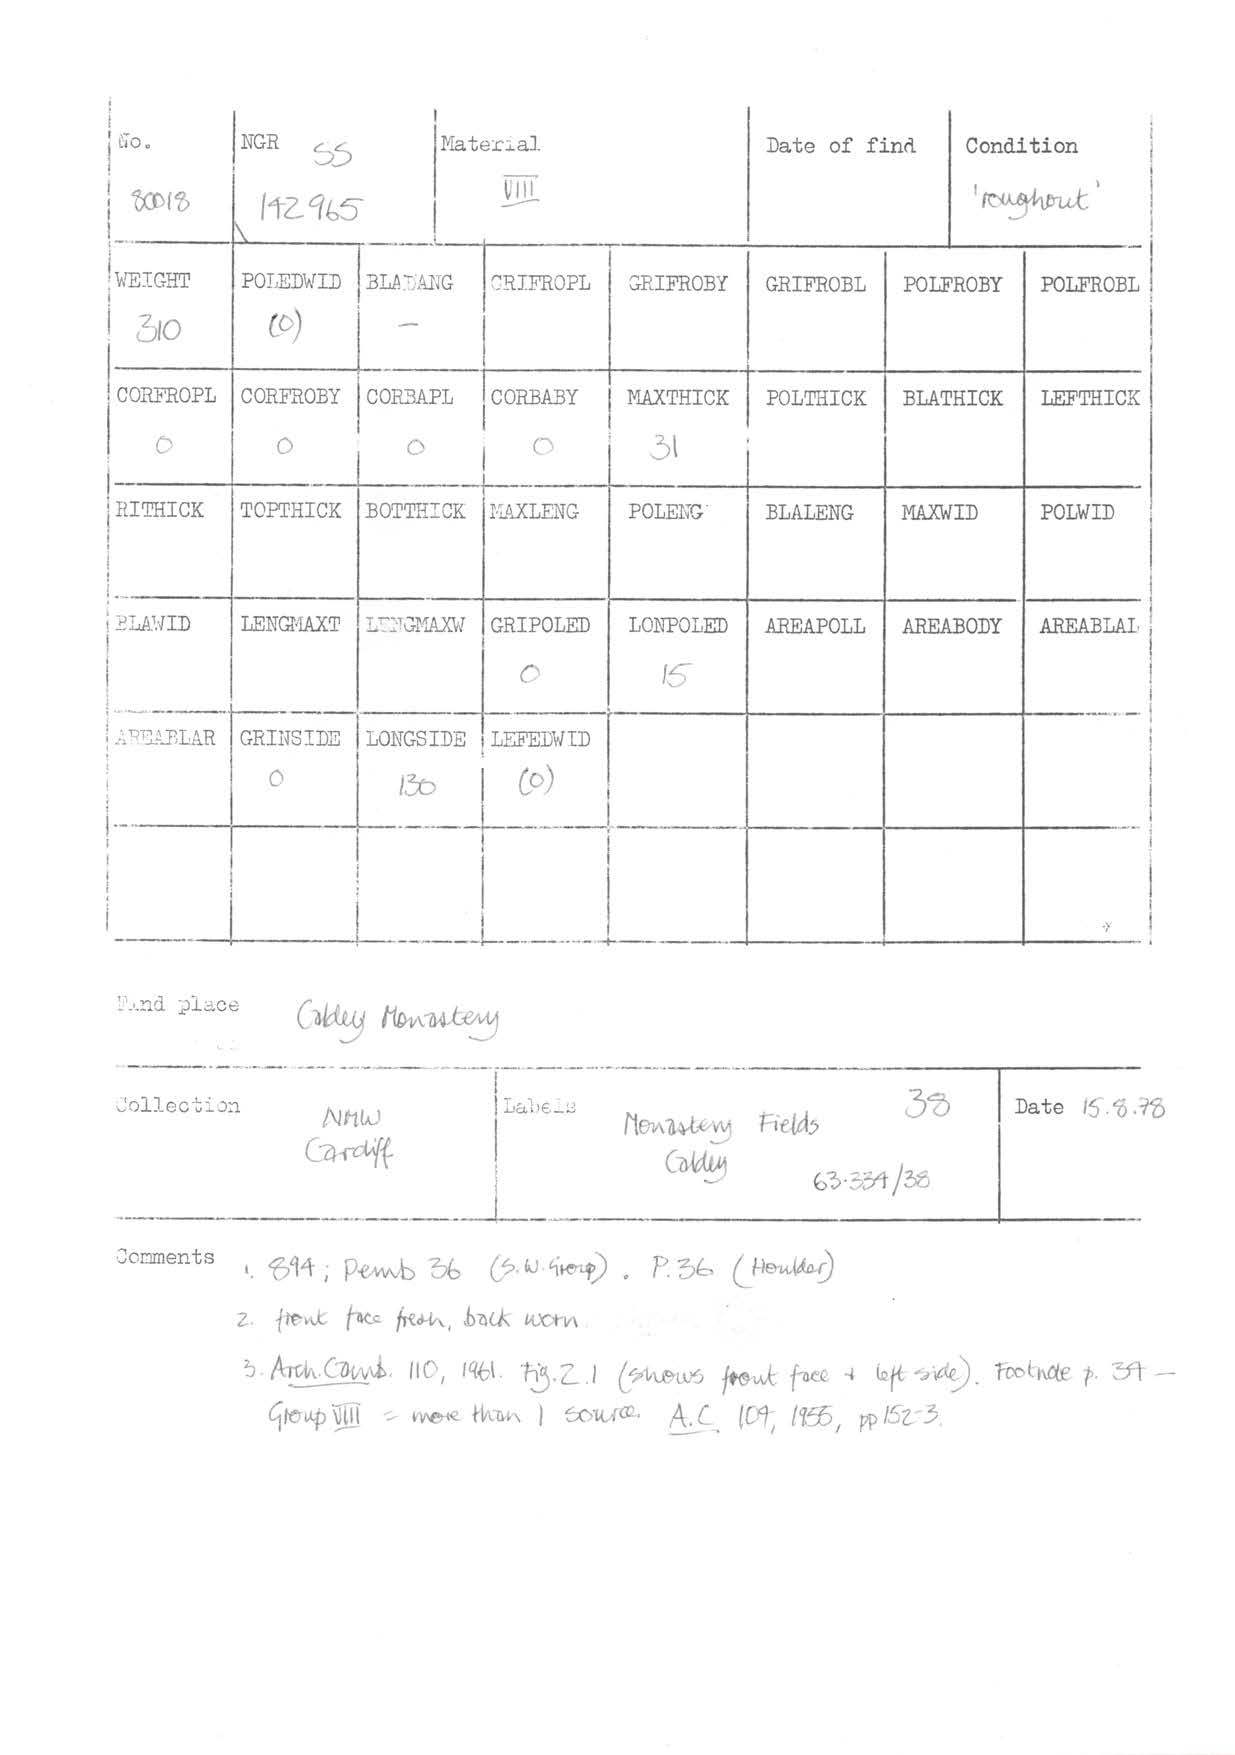 No. NGR SS Material Date of find Condition
80018 142965 VIII 'roughout'
WEIGHT POLEDWID BLADANG GRIFROPL GRIFROBY GRIFROBL POLFROBY POLFROBL
310 (0) —
CORFROPL CORFROBY CORBAPL CORBABY MAXTHICK POLTHICK BLATHICK LEFTHICK
0 0 0 0 31
RITHICK TOPTHICK BOTTHICK MAXLENG POLENG BLALENG MAXWID POLWID
BLAWID LENGMAXT LENGMAXW GRIPOLED LONPOLED AREAPOLL AREABODY AREABLAL
0 15
AREABLAR GRINSIDE LONGSIDE LEFEDWID
0 130 (0)
Find place Caldey Monastery
Collection NMW Cardiff
Labels 38
Monastery Fields
Caldey
63.334/38
Date 15.8.78
Comments 1. 894; Pemb 36 (S.W. Group). P.36 (Houlder)
2. front face fresh, back worn
3. Arch. Camb. 110, 1961. Fig. 2.1 (shows front face + left side). Footnote p. 34 —
Group VIII = more than 1 source. A.C. 104, 1955, pp 152-3.